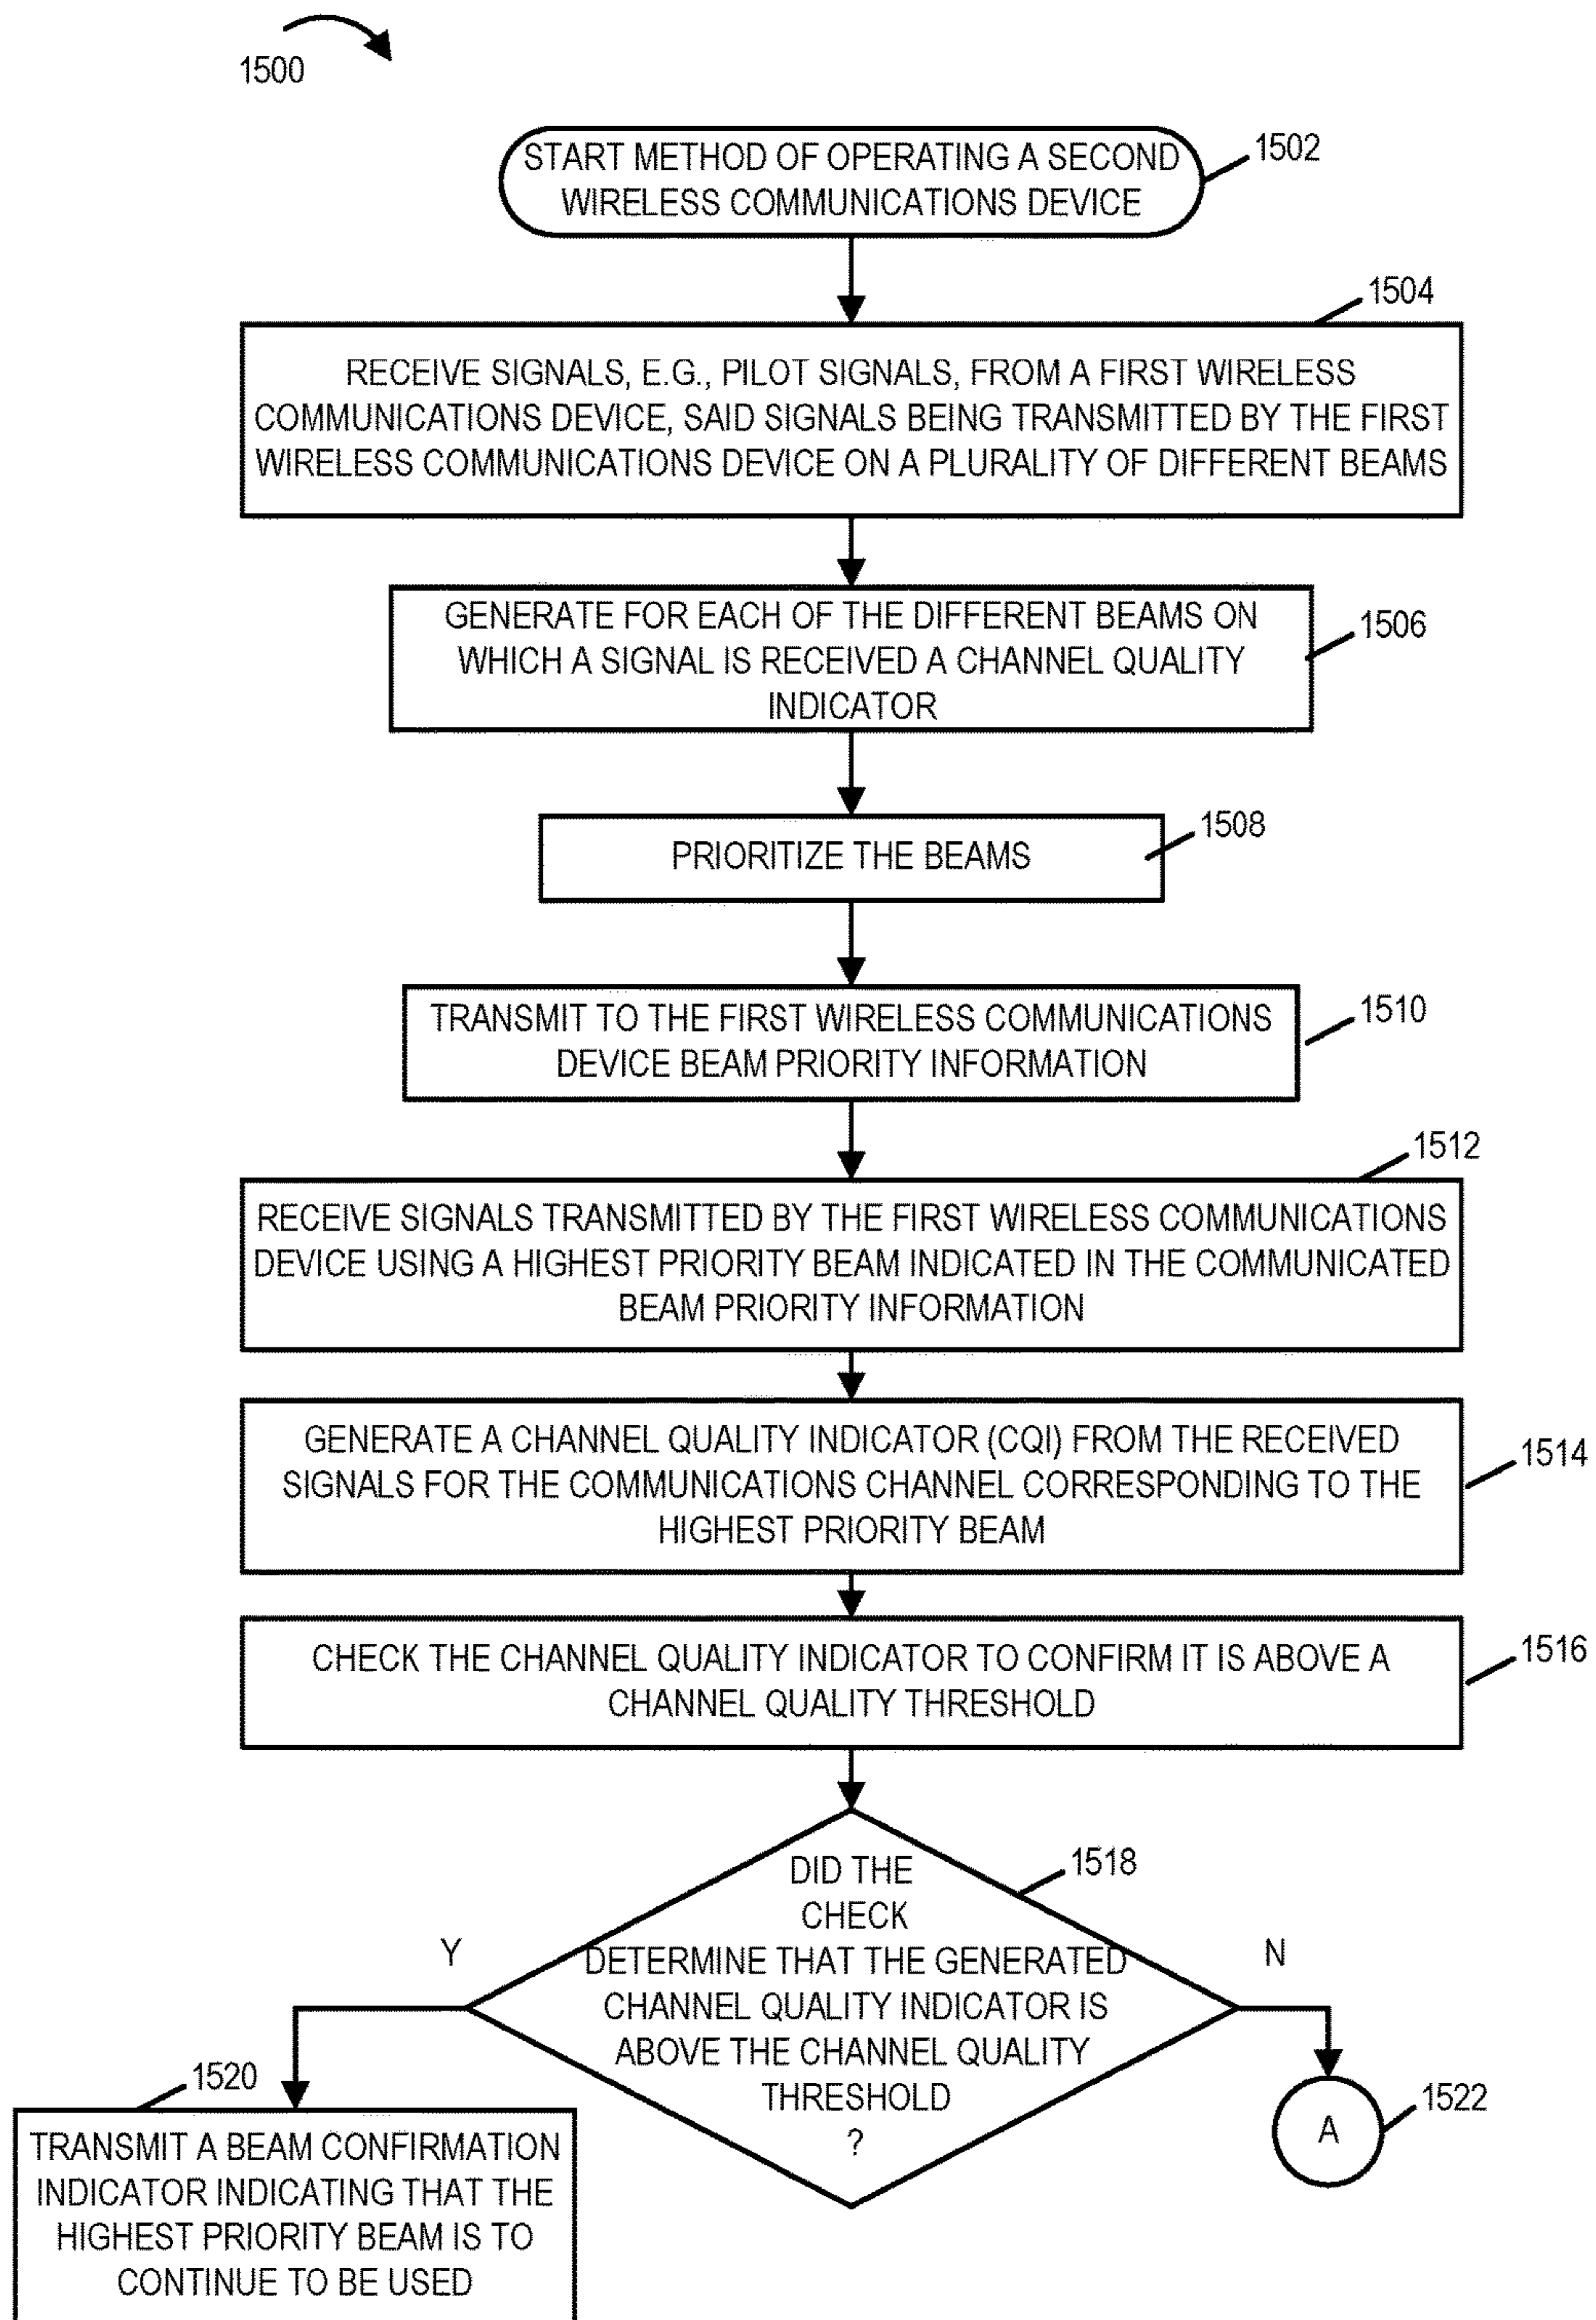 1500
START METHOD OF OPERATING A SECOND
WIRELESS COMMUNICATIONS DEVICE
1502
1504
RECEIVE SIGNALS, E.G., PILOT SIGNALS, FROM A FIRST WIRELESS
COMMUNICATIONS DEVICE, SAID SIGNALS BEING TRANSMITTED BY THE FIRST
WIRELESS COMMUNICATIONS DEVICE ON A PLURALITY OF DIFFERENT BEAMS
GENERATE FOR EACH OF THE DIFFERENT BEAMS ON
WHICH A SIGNAL IS RECEIVED A CHANNEL QUALITY
INDICATOR
1506
PRIORITIZE THE BEAMS
1508
TRANSMIT TO THE FIRST WIRELESS COMMUNICATIONS
DEVICE BEAM PRIORITY INFORMATION
1510
1512
RECEIVE SIGNALS TRANSMITTED BY THE FIRST WIRELESS COMMUNICATIONS
DEVICE USING A HIGHEST PRIORITY BEAM INDICATED IN THE COMMUNICATED
BEAM PRIORITY INFORMATION
GENERATE A CHANNEL QUALITY INDICATOR (CQI) FROM THE RECEIVED
SIGNALS FOR THE COMMUNICATIONS CHANNEL CORRESPONDING TO THE
HIGHEST PRIORITY BEAM
1514
CHECK THE CHANNEL QUALITY INDICATOR TO CONFIRM IT IS ABOVE A
CHANNEL QUALITY THRESHOLD
1516
DID THE
CHECK
DETERMINE THAT THE GENERATED
CHANNEL QUALITY INDICATOR IS
ABOVE THE CHANNEL QUALITY
THRESHOLD
?
1518
Y
N
1520
TRANSMIT A BEAM CONFIRMATION
INDICATOR INDICATING THAT THE
HIGHEST PRIORITY BEAM IS TO
CONTINUE TO BE USED
A
1522